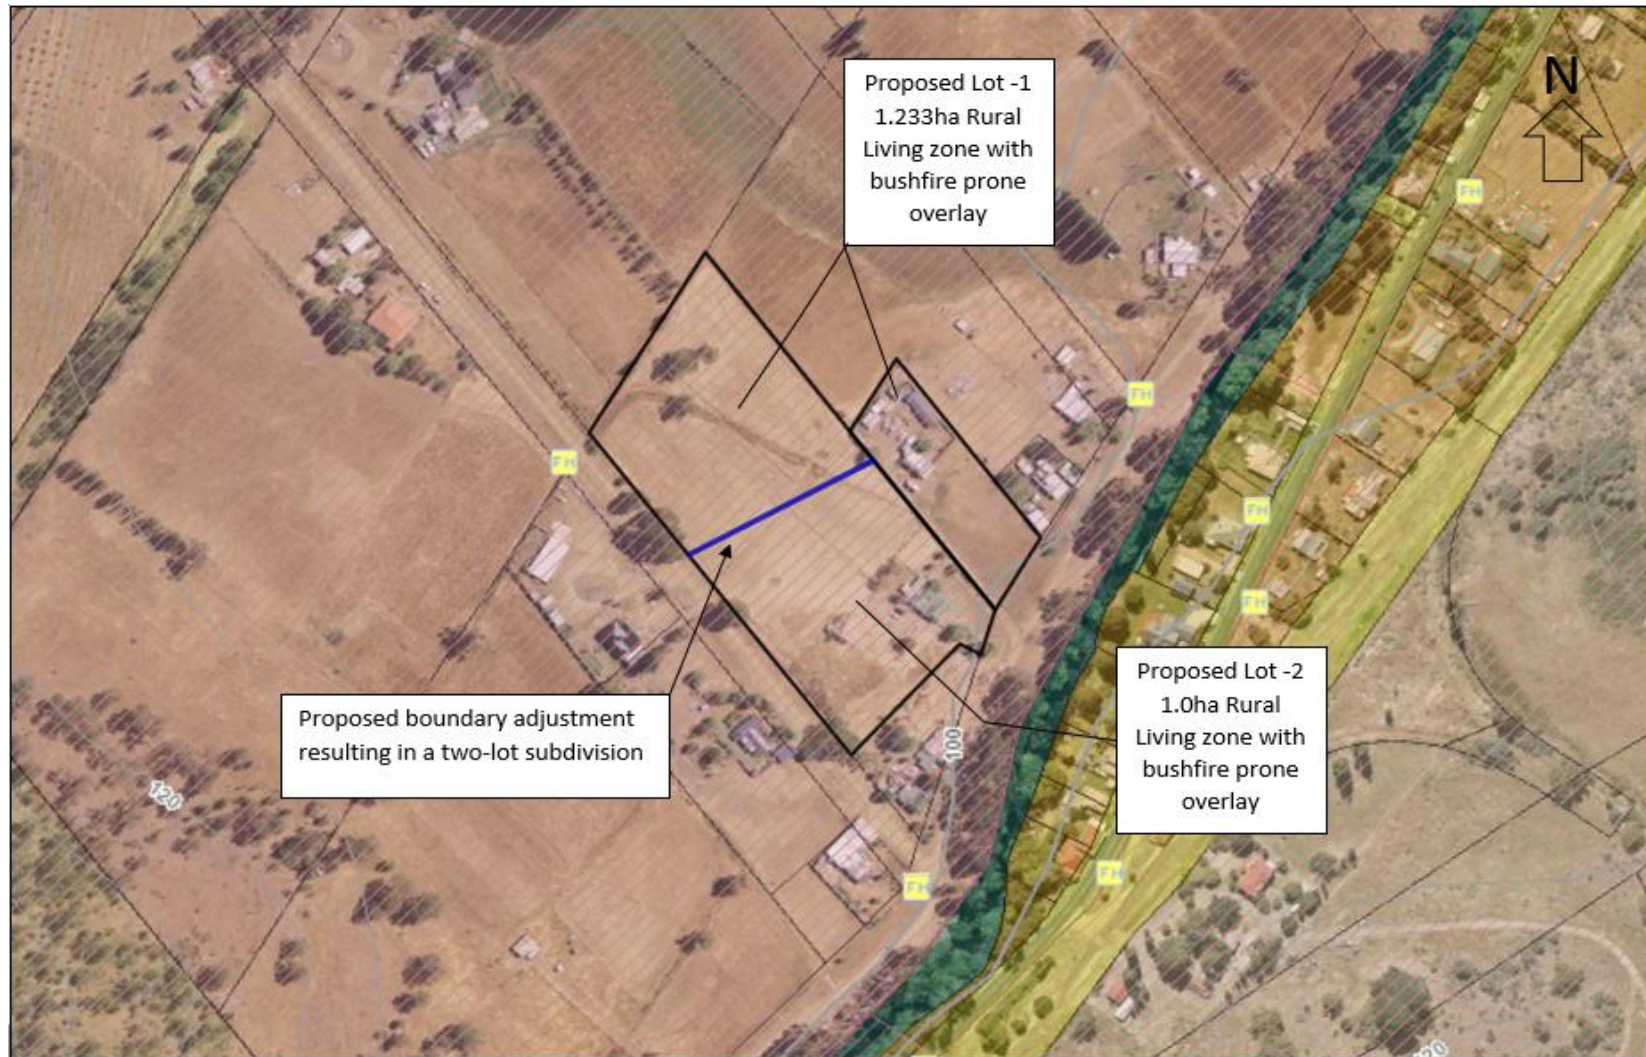 Proposed Lot -1
1.233ha Rural
Living zone with
bushfire prone
overlay
N
FH
FH
FH
FH
FH
Proposed Lot -2
1.0ha Rural
Living zone with
bushfire prone
overlay
Proposed boundary adjustment
resulting in a two-lot subdivision
100
120
FH
FH
120